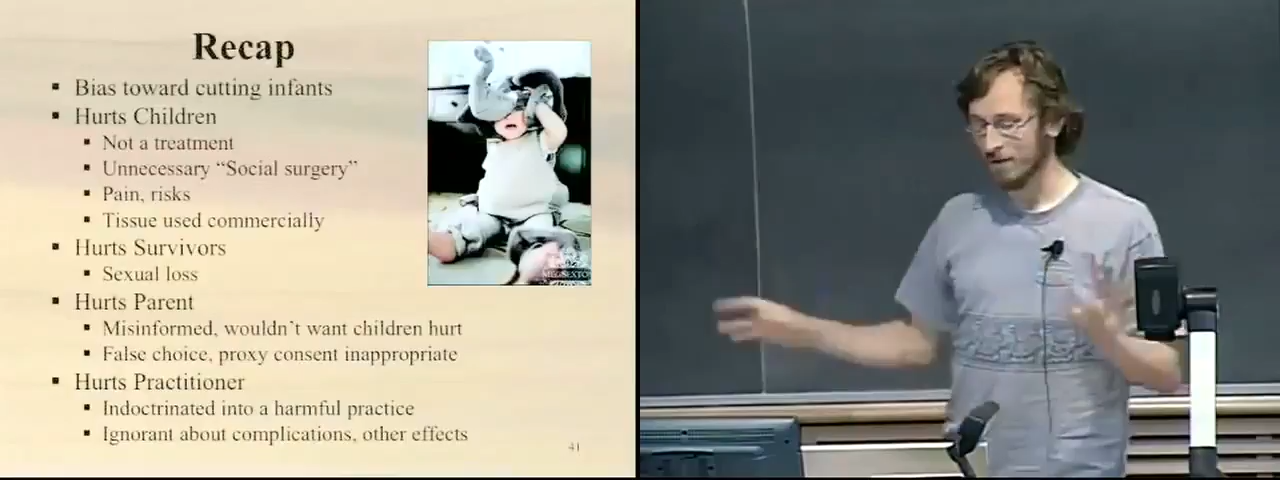 Recap
Bias toward cutting infants
Hurts Children
Not a treatment
Unnecessary “Social surgery”
Pain, risks
Tissue used commercially
Hurts Survivors
Sexual loss
Hurts Parent
Misinformed, wouldn't want children hurt
False choice, proxy consent inappropriate
Hurts Practitioner
Indoctrinated into a harmful practice
Ignorant about complications, other effects
41